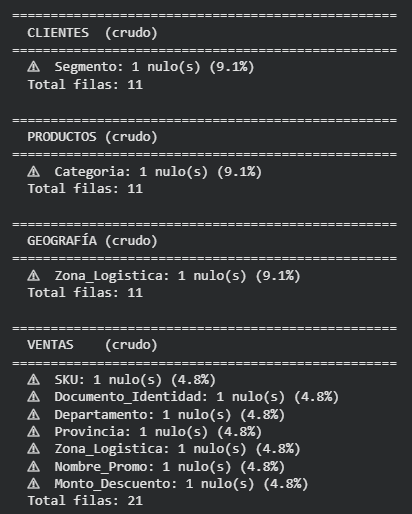 ==================================================
CLIENTES  (crudo)
==================================================
⚠ Segmento: 1 nulo(s) (9.1%)
Total filas: 11
==================================================
PRODUCTOS (crudo)
==================================================
⚠ Categoria: 1 nulo(s) (9.1%)
Total filas: 11
==================================================
GEOGRAFÍA (crudo)
==================================================
⚠ Zona_Logistica: 1 nulo(s) (9.1%)
Total filas: 11
==================================================
VENTAS    (crudo)
==================================================
⚠ SKU: 1 nulo(s) (4.8%)
⚠ Documento_Identidad: 1 nulo(s) (4.8%)
⚠ Departamento: 1 nulo(s) (4.8%)
⚠ Provincia: 1 nulo(s) (4.8%)
⚠ Zona_Logistica: 1 nulo(s) (4.8%)
⚠ Nombre_Promo: 1 nulo(s) (4.8%)
⚠ Monto_Descuento: 1 nulo(s) (4.8%)
Total filas: 21